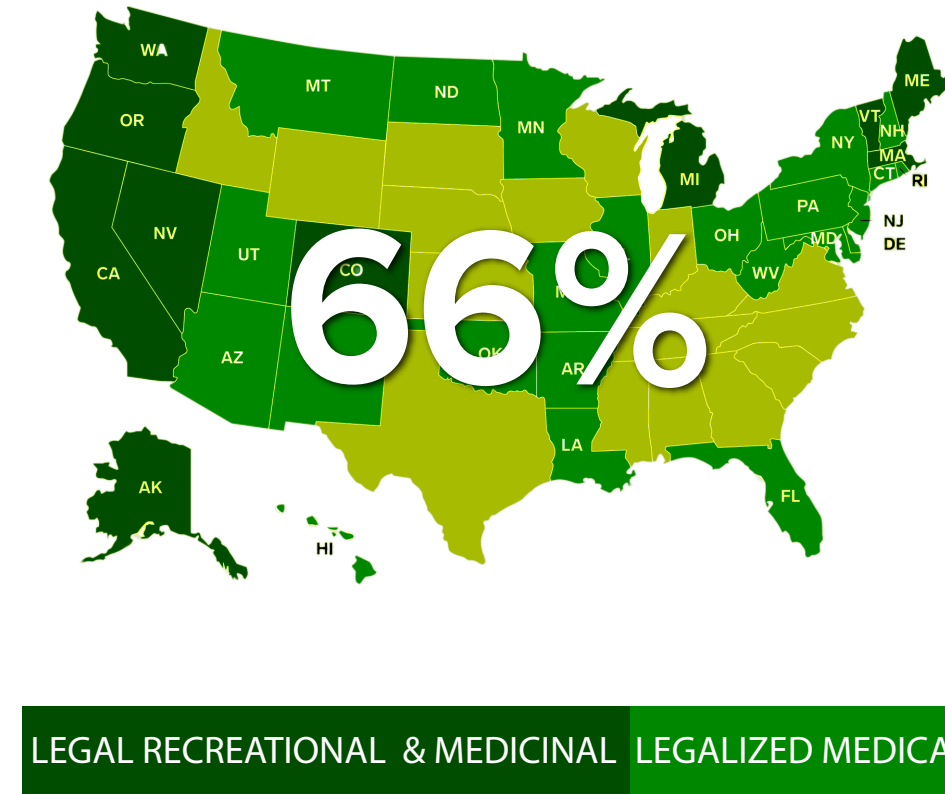 WA
ME
MT
ND
VT
OR
MN
NH
NY
MA
CT
MI
RI
PA
NJ
NV
OH
MD
DE
UT
WV
CO
CA
66%
AZ
OK
AR
LA
AK
FL
HI
LEGAL RECREATIONAL & MEDICINAL LEGALIZED MEDICA